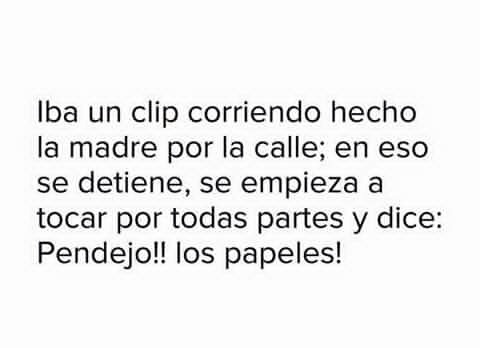 Iba un clip corriendo hecho
la madre por la calle; en eso
se detiene, se empieza a
tocar por todas partes y dice:
Pendejo!! los papeles!